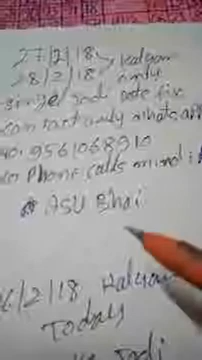 27/2/18 Kalyan
28/2/18 only
single Jodi date fix
contact only whatsapp
no. 9561068910
no Phone calls mind it
* ASU Bhai
6/2/18 Kalyan
Today
Jodi